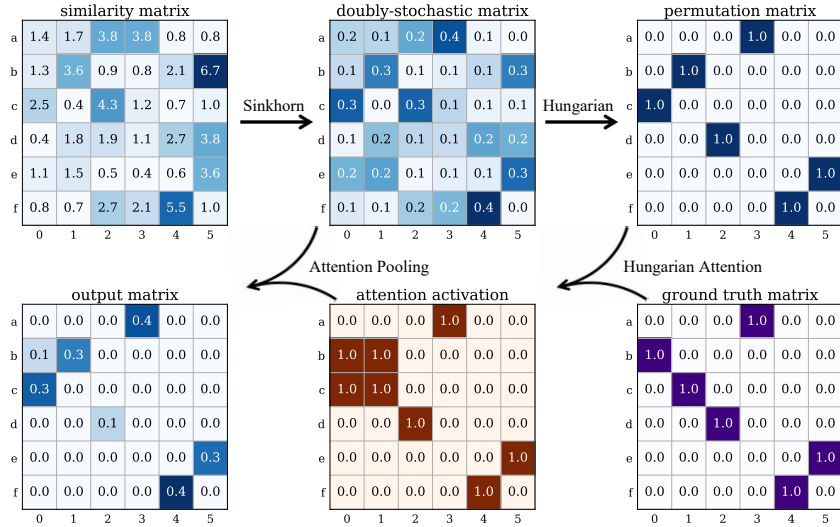 similarity matrix
a 1.4 1.7 3.8 3.8 0.8 0.8
b 1.3 3.6 0.9 0.8 2.1 6.7
c 2.5 0.4 4.3 1.2 0.7 1.0
d 0.4 1.8 1.9 1.1 2.7 3.8
e 1.1 1.5 0.5 0.4 0.6 3.6
f 0.8 0.7 2.7 2.1 5.5 1.0
0 1 2 3 4 5
Sinkhorn
doubly-stochastic matrix
a 0.2 0.1 0.2 0.4 0.1 0.0
b 0.1 0.3 0.1 0.1 0.1 0.3
c 0.3 0.0 0.3 0.1 0.1 0.1
d 0.1 0.2 0.1 0.1 0.2 0.2
e 0.2 0.2 0.1 0.1 0.1 0.3
f 0.1 0.1 0.2 0.2 0.4 0.0
0 1 2 3 4 5
Hungarian
permutation matrix
a 0.0 0.0 0.0 1.0 0.0 0.0
b 0.0 1.0 0.0 0.0 0.0 0.0
c 1.0 0.0 0.0 0.0 0.0 0.0
d 0.0 0.0 1.0 0.0 0.0 0.0
e 0.0 0.0 0.0 0.0 0.0 1.0
f 0.0 0.0 0.0 0.0 1.0 0.0
0 1 2 3 4 5
Attention Pooling
Hungarian Attention
output matrix
a 0.0 0.0 0.0 0.4 0.0 0.0
b 0.1 0.3 0.0 0.0 0.0 0.0
c 0.3 0.0 0.0 0.0 0.0 0.0
d 0.0 0.0 0.1 0.0 0.0 0.0
e 0.0 0.0 0.0 0.0 0.0 0.3
f 0.0 0.0 0.0 0.0 0.4 0.0
0 1 2 3 4 5
attention activation
a 0.0 0.0 0.0 1.0 0.0 0.0
b 1.0 1.0 0.0 0.0 0.0 0.0
c 1.0 1.0 0.0 0.0 0.0 0.0
d 0.0 0.0 1.0 0.0 0.0 0.0
e 0.0 0.0 0.0 0.0 0.0 1.0
f 0.0 0.0 0.0 0.0 1.0 0.0
0 1 2 3 4 5
ground truth matrix
a 0.0 0.0 0.0 1.0 0.0 0.0
b 1.0 0.0 0.0 0.0 0.0 0.0
c 0.0 1.0 0.0 0.0 0.0 0.0
d 0.0 0.0 1.0 0.0 0.0 0.0
e 0.0 0.0 0.0 0.0 0.0 1.0
f 0.0 0.0 0.0 0.0 1.0 0.0
0 1 2 3 4 5